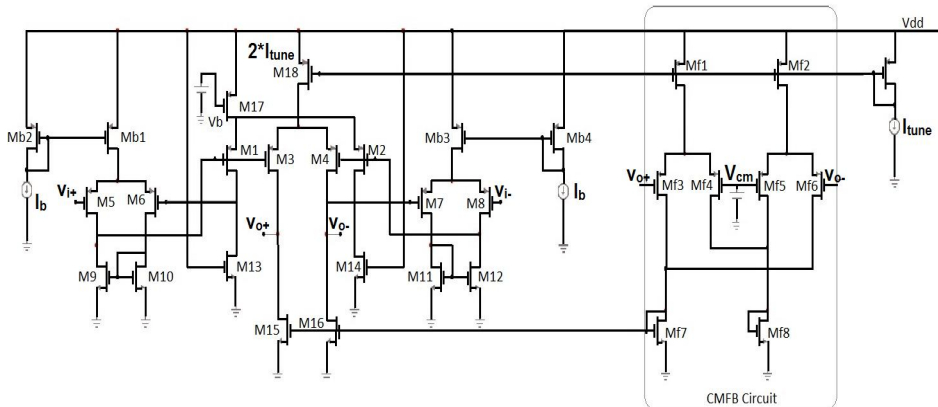 Vdd
2*Itune
M18
Mf1
Mf2
M17
Vb
Itune
Mb2
Mb1
Mb3
Mb4
M1
M3
M4
M2
Vi+
M5
M6
Ib
Vo+
Vo-
M7
M8
Vi-
Ib
Vo+
Mf3
Mf4
Vcm
Mf5
Mf6
Vo-
M9
M10
M13
M14
M11
M12
M15
M16
Mf7
Mf8
CMFB Circuit